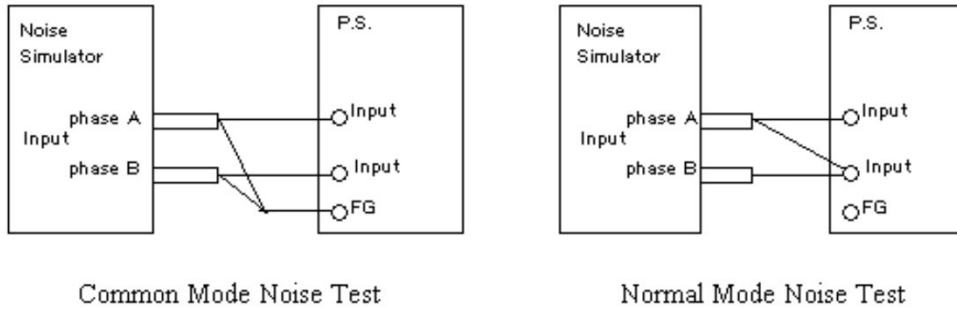 Noise
Simulator
phase A
Input
phase B
P.S.
Input
Input
FG
Common Mode Noise Test
Noise
Simulator
phase A
Input
phase B
P.S.
Input
Input
FG
Normal Mode Noise Test